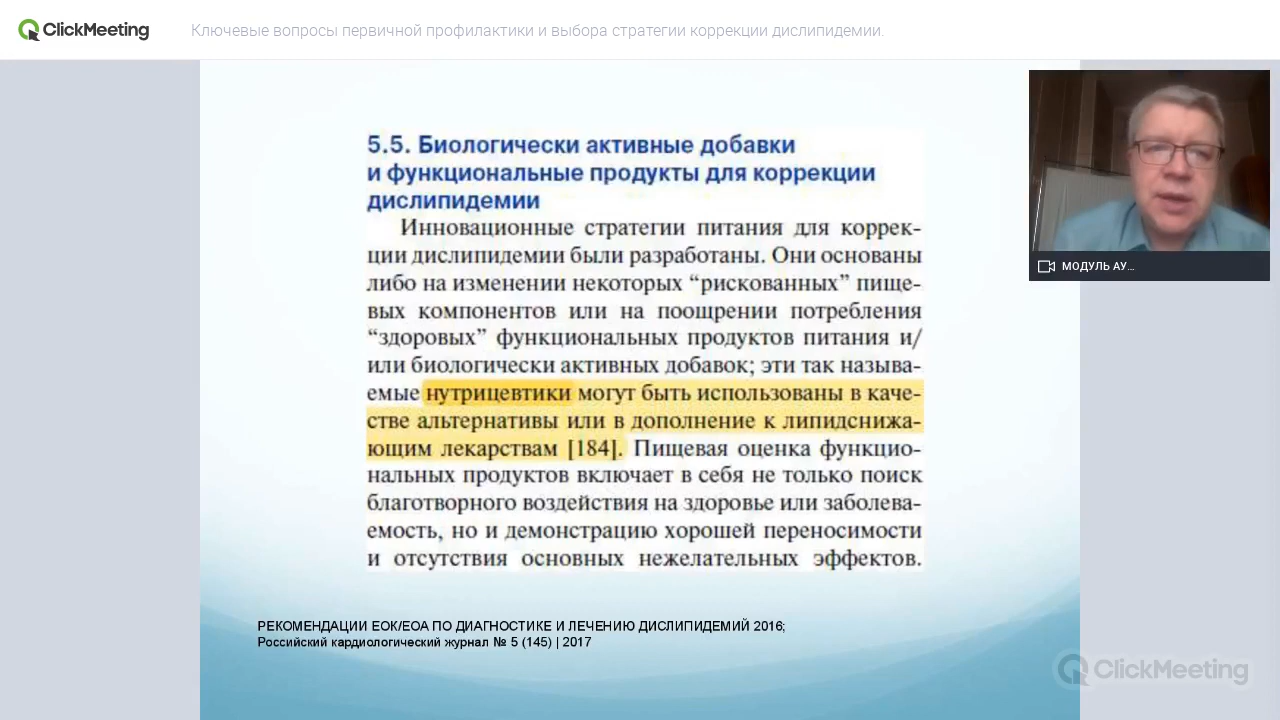 ClickMeeting
Ключевые вопросы первичной профилактики и выбора стратегии коррекции дислипидемии.
5.5. Биологически активные добавки
и функциональные продукты для коррекции
дислипидемии
Инновационные стратегии питания для коррек-
ции дислипидемии были разработаны. Они основаны
либо на изменении некоторых “рискованных” пище-
вых компонентов или на поощрении потребления
“здоровых” функциональных продуктов питания и/
или биологически активных добавок; эти так называ-
емые нутрицевтики могут быть использованы в каче-
стве альтернативы или в дополнение к липидснижа-
ющим лекарствам [184]. Пищевая оценка функцио-
нальных продуктов включает в себя не только поиск
благотворного воздействия на здоровье или заболева-
емость, но и демонстрацию хорошей переносимости
и отсутствия основных нежелательных эффектов.
МОДУЛЬ АУ...
РЕКОМЕНДАЦИИ ЕОК/ЕОА ПО ДИАГНОСТИКЕ И ЛЕЧЕНИЮ ДИСЛИПИДЕМИЙ 2016;
Российский кардиологический журнал № 5 (145) | 2017
ClickMeeting